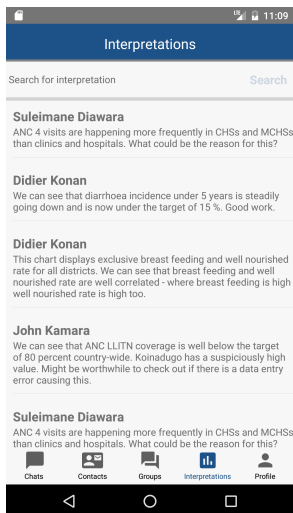 LTE 11:09
Interpretations
Search for interpretation Search
Suleimane Diawara
ANC 4 visits are happening more frequently in CHSs and MCHSs
than clinics and hospitals. What could be the reason for this?
Didier Konan
We can see that diarrhoea incidence under 5 years is steadily
going down and is now under the target of 15 %. Good work.
Didier Konan
This chart displays exclusive breast feeding and well nourished
rate for all districts. We can see that breast feeding and well
nourished rate are well correlated - where breast feeding is high
well nourished rate is high too.
John Kamara
We can see that ANC LLITN coverage is well below the target
of 80 percent country-wide. Koinadugo has a suspiciously high
value. Might be worthwhile to check out if there is a data entry
error causing this.
Suleimane Diawara
ANC 4 visits are happening more frequently in CHSs and MCHSs
than clinics and hospitals. What could be the reason for this?
Chats Contacts Groups Interpretations Profile